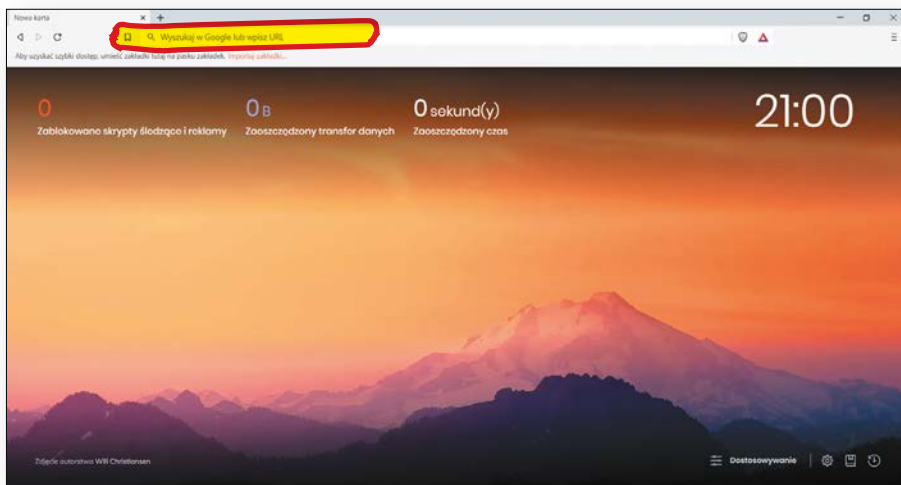 Nowa karta
Wyszukaj w Google lub wpisz URL
Aby uzyskać szybki dostęp, umieść zakładki tutaj na pasku zakładek. Importuj zakładki...
0
Zablokowano skrypty śledzące i reklamy
0 B
Zaoszczędzony transfer danych
0 sekund(y)
Zaoszczędzony czas
21:00
Zdjęcie autorstwa Will Christiansen
Dostosowywanie